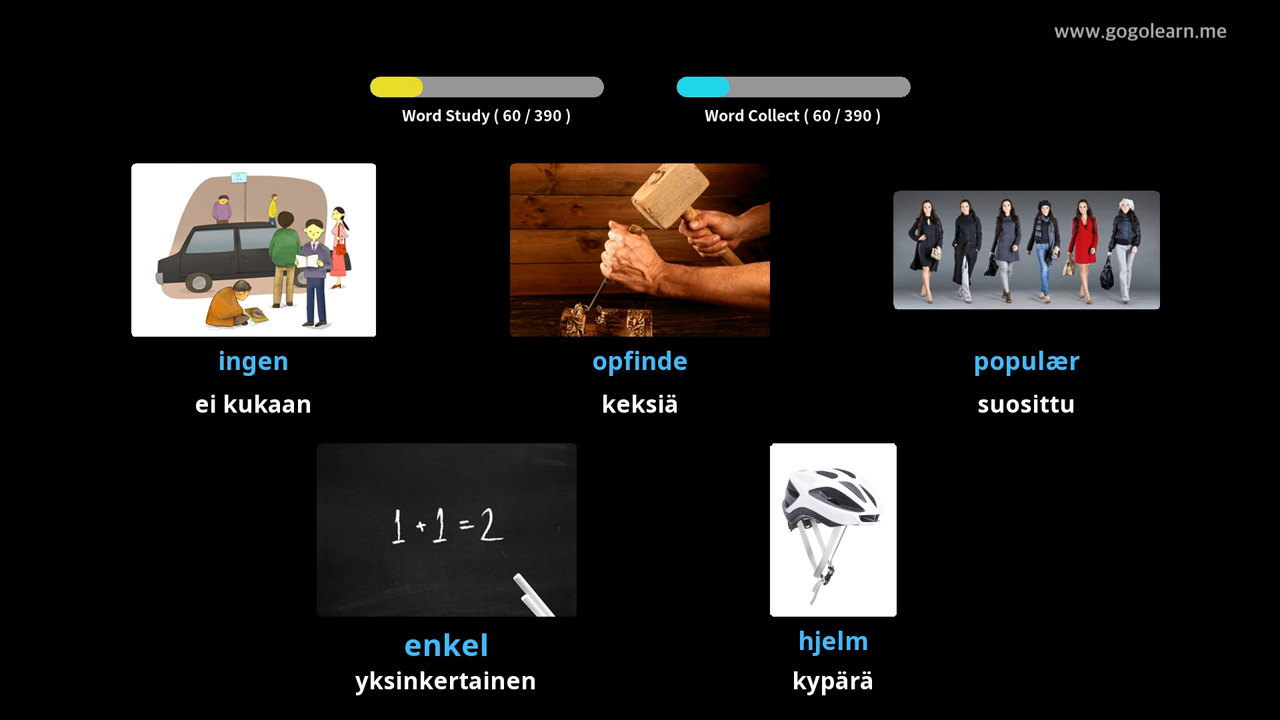 www.gogolearn.me
Word Study ( 60 / 390 )
Word Collect ( 60 / 390 )
ingen
opfinde
populær
ei kukaan
keksiä
suosittu
1 + 1 = 2
enkel
hjelm
yksinkertainen
kypärä